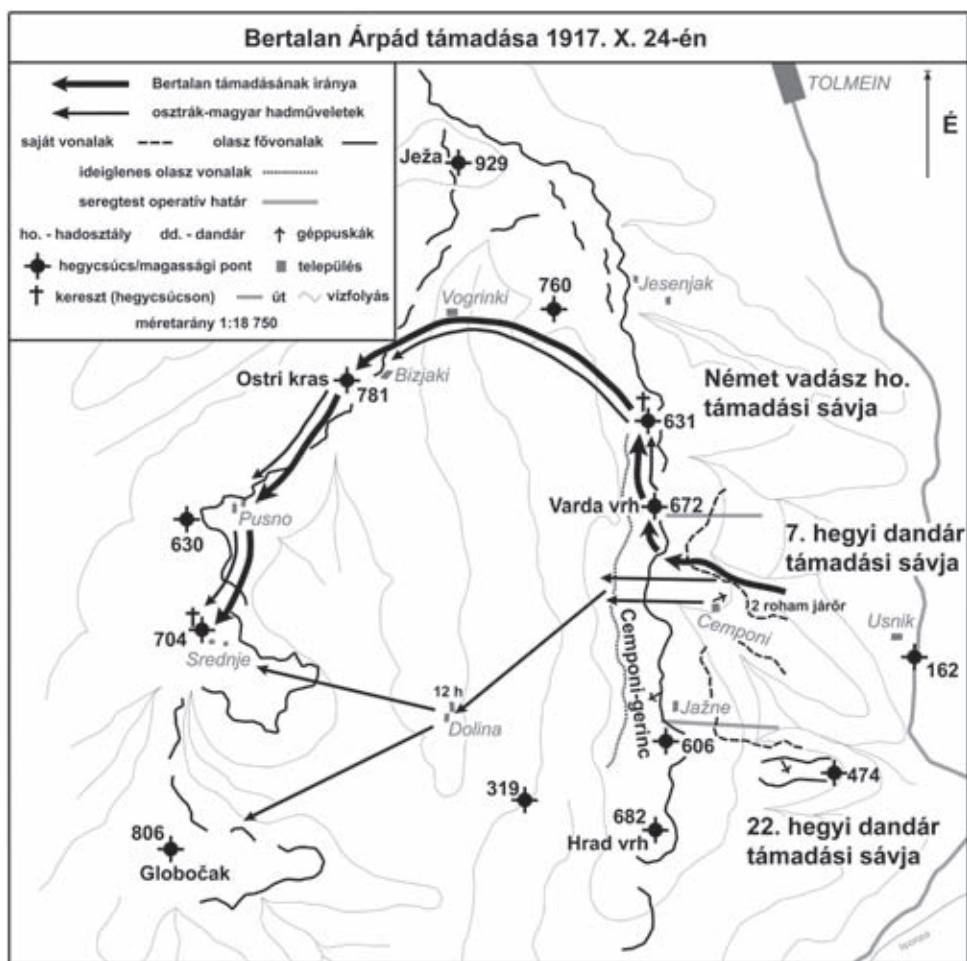 Bertalan Árpád támadása 1917. X. 24-én
Bertalan támadásának iránya
osztrák-magyar hadműveletek
saját vonalak olasz fővonalak
ideiglenes olasz vonalak
seregtest operatív határ
ho. - hadosztály dd. - dandár géppuskák
hegycsúcs/magassági pont település
kereszt (hegycsúcson) út vízfolyás
méretarány 1:18 750
TOLMEIN
É
Ježa 929
760
Jesenjak
Vogrinki
Bizjaki
Ostri kras
781
Német vadász ho.
támadási sávja
631
Varda vrh 672
Pusno
630
7. hegyi dandár
támadási sávja
2 roham járőr
Cemponi
Usnik
162
704
Srednje
Cemponi-gerinc
12 h
Dolina
Jažne
606
474
319
682
Hrad vrh
22. hegyi dandár
támadási sávja
806
Globočak
Isonzo